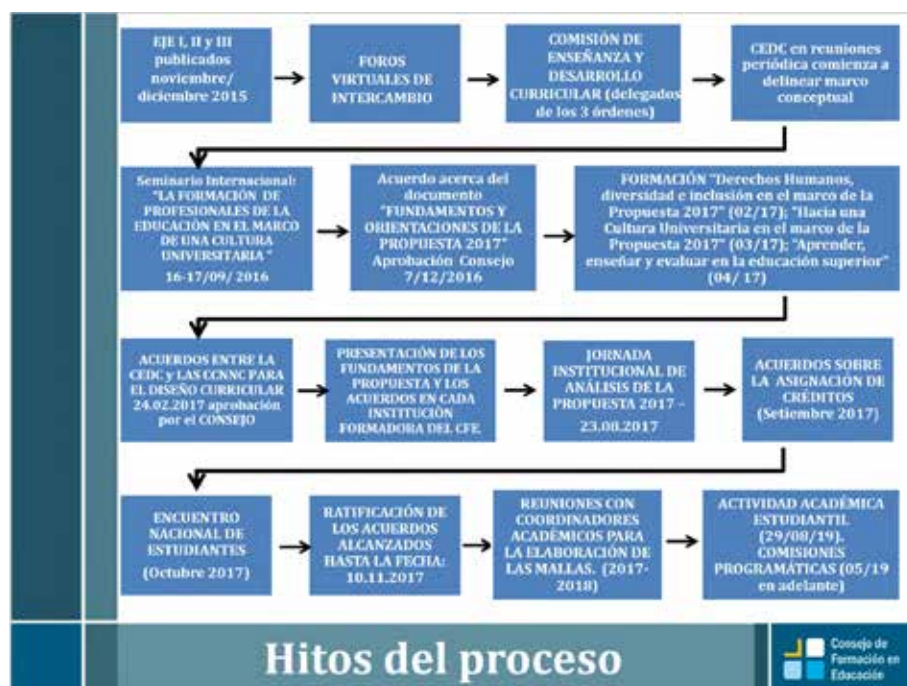 EJE I, II y III
publicados
noviembre/
diciembre 2015
FOROS
VIRTUALES DE
INTERCAMBIO
COMISIÓN DE
ENSEÑANZA Y
DESARROLLO
CURRICULAR (delegados
de los 3 órdenes)
CEDC en reuniones
periódica comienza a
delinear marco
conceptual
Seminario Internacional:
"LA FORMACIÓN DE
PROFESIONALES DE LA
EDUCACIÓN EN EL MARCO
DE UNA CULTURA
UNIVERSITARIA "
16-17/09/ 2016
Acuerdo acerca del
documento
"FUNDAMENTOS Y
ORIENTACIONES DE LA
PROPUESTA 2017"
Aprobación Consejo
7/12/2016
FORMACIÓN "Derechos Humanos,
diversidad e inclusión en el marco de la
Propuesta 2017" (02/17); "Hacia una
Cultura Universitaria en el marco de la
Propuesta 2017" (03/17); "Aprender,
enseñar y evaluar en la educación superior"
(04/ 17)
ACUERDOS ENTRE LA
CEDC y LAS CCNNC PARA
EL DISEÑO CURRICULAR
24.02.2017 aprobación
por el CONSEJO
PRESENTACIÓN DE LOS
FUNDAMENTOS DE LA
PROPUESTA Y LOS
ACUERDOS EN CADA
INSTITUCIÓN
FORMADORA DEL CFE.
JORNADA
INSTITUCIONAL DE
ANÁLISIS DE LA
PROPUESTA 2017 –
23.08.2017
ACUERDOS SOBRE
LA ASIGNACIÓN DE
CRÉDITOS
(Setiembre 2017)
ENCUENTRO
NACIONAL DE
ESTUDIANTES
(Octubre 2017)
RATIFICACIÓN DE
LOS ACUERDOS
ALCANZADOS
HASTA LA FECHA:
10.11.2017
REUNIONES CON
COORDINADORES
ACADÉMICOS PARA
LA ELABORACIÓN DE
LAS MALLAS. (2017-
2018)
ACTIVIDAD ACADÉMICA
ESTUDIANTIL
(29/08/19).
COMISIONES
PROGRAMÁTICAS (05/19
en adelante)
Hitos del proceso
Consejo de
Formación en
Educación